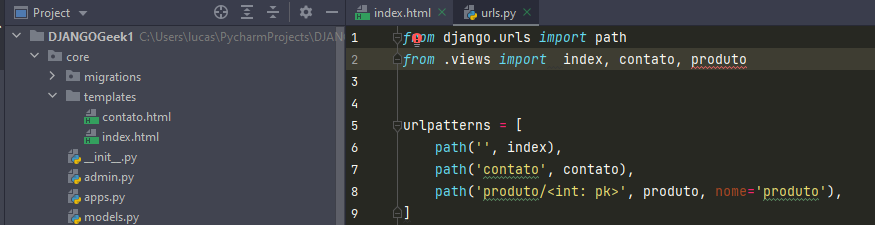 Project
DJANGOGeek1 C:\Users\lucas\PycharmProjects\DJANG
core
migrations
templates
contato.html
index.html
__init__.py
admin.py
apps.py
models.py
index.html urls.py
1 from django.urls import path
2 from .views import  index, contato, produto
3
4
5 urlpatterns = [
6     path('', index),
7     path('contato', contato),
8     path('produto/<int: pk>', produto, nome='produto'),
9 ]